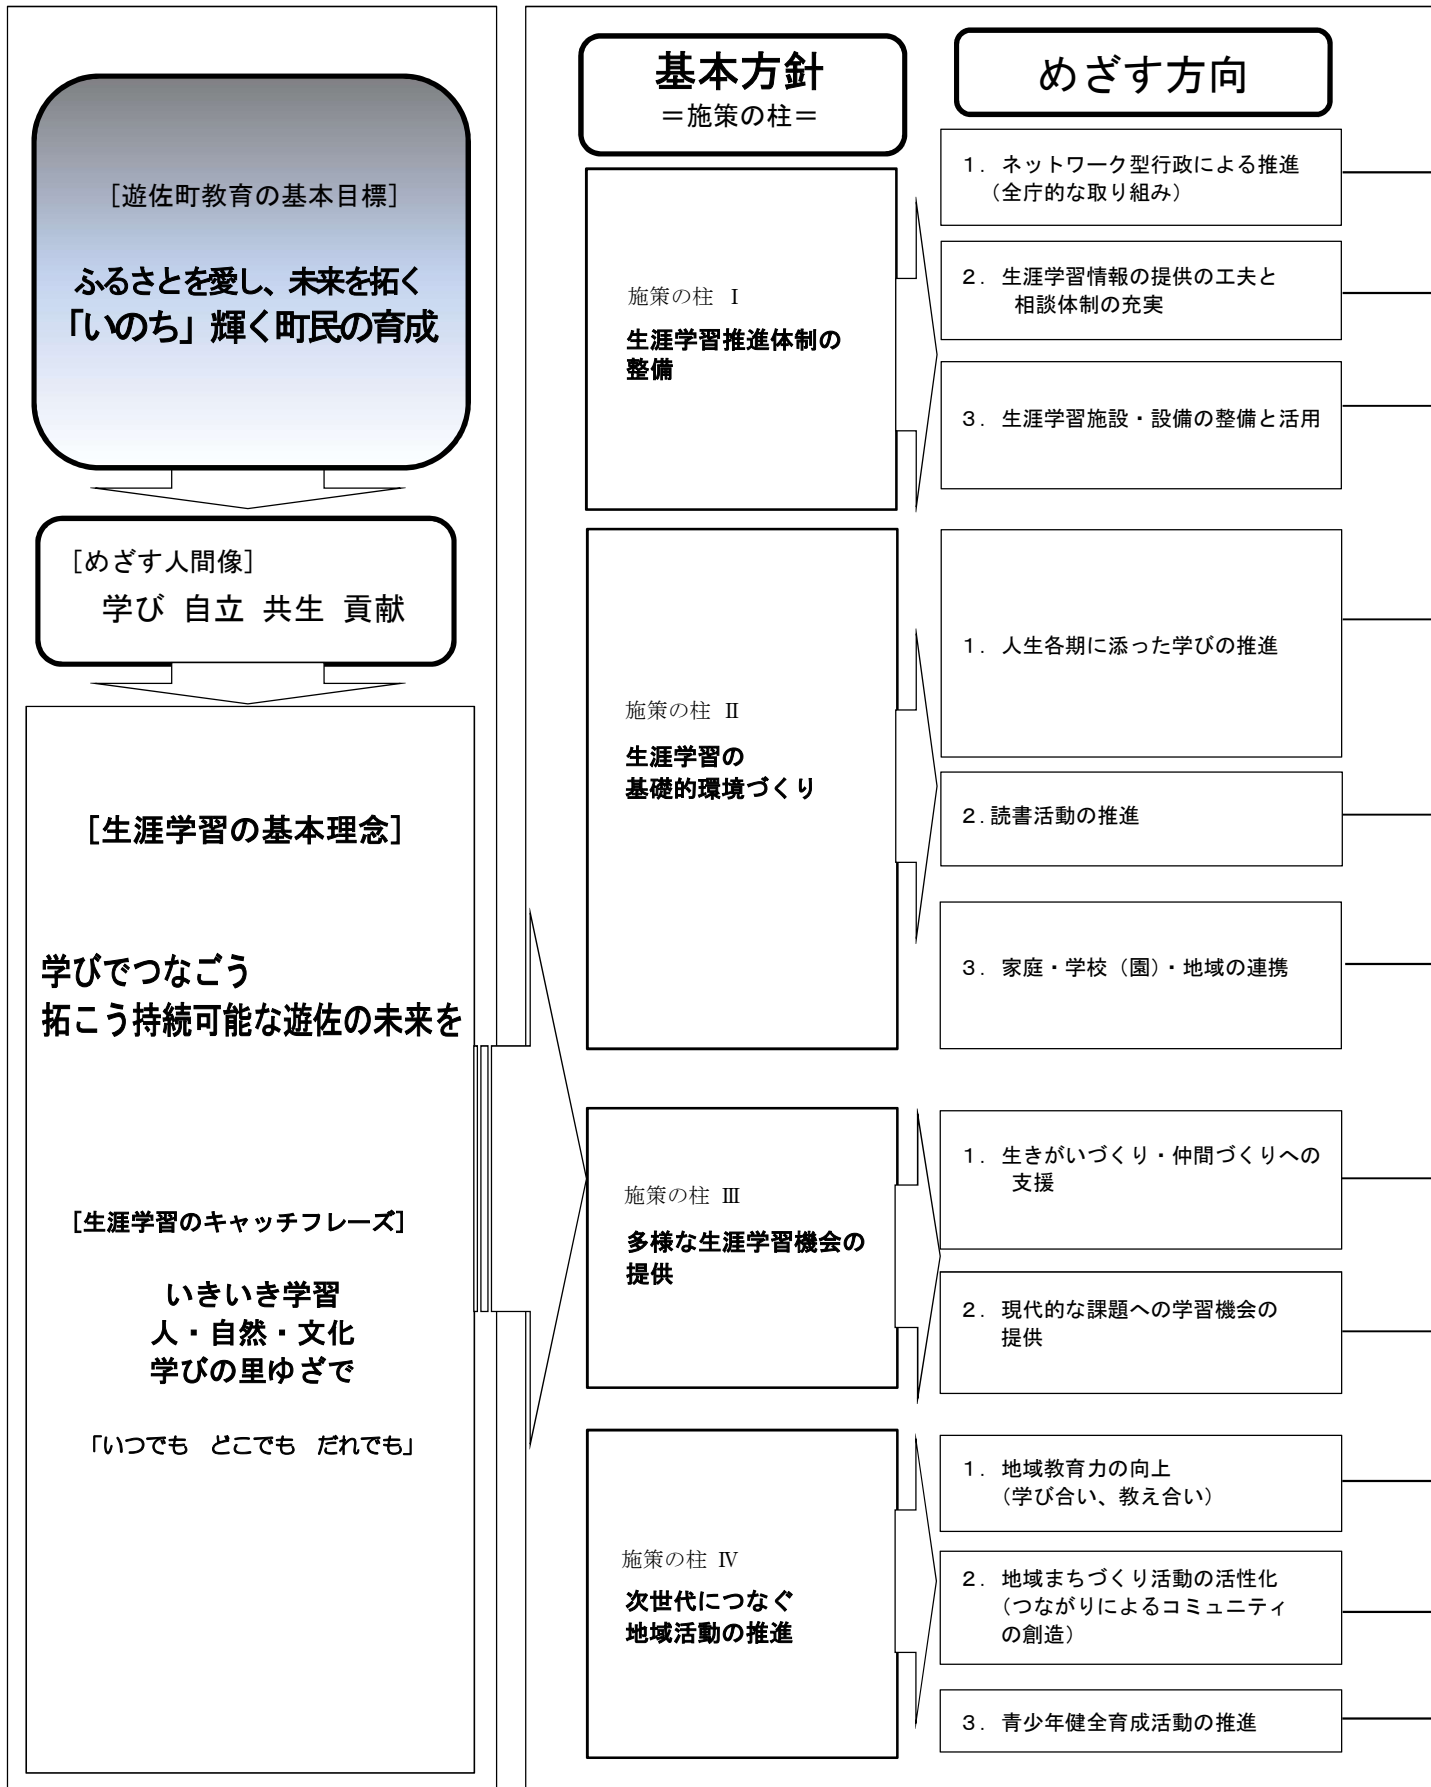 [遊佐町教育の基本目標]
ふるさとを愛し、未来を拓く
「いのち」輝く町民の育成
[めざす人間像]
学び 自立 共生 貢献
[生涯学習の基本理念]
学びでつなごう
拓こう持続可能な遊佐の未来を
[生涯学習のキャッチフレーズ]
いきいき学習
人・自然・文化
学びの里ゆざで
「いつでも どこでも だれでも」
基本方針
＝施策の柱＝
めざす方向
施策の柱 Ⅰ
生涯学習推進体制の
整備
１．ネットワーク型行政による推進
（全庁的な取り組み）
２．生涯学習情報の提供の工夫と
相談体制の充実
３．生涯学習施設・設備の整備と活用
施策の柱 Ⅱ
生涯学習の
基礎的環境づくり
１．人生各期に添った学びの推進
２.読書活動の推進
３．家庭・学校（園）・地域の連携
施策の柱 Ⅲ
多様な生涯学習機会の
提供
１．生きがいづくり・仲間づくりへの
支援
２．現代的な課題への学習機会の
提供
施策の柱 Ⅳ
次世代につなぐ
地域活動の推進
１．地域教育力の向上
（学び合い、教え合い）
２．地域まちづくり活動の活性化
（つながりによるコミュニティ
の創造）
３．青少年健全育成活動の推進